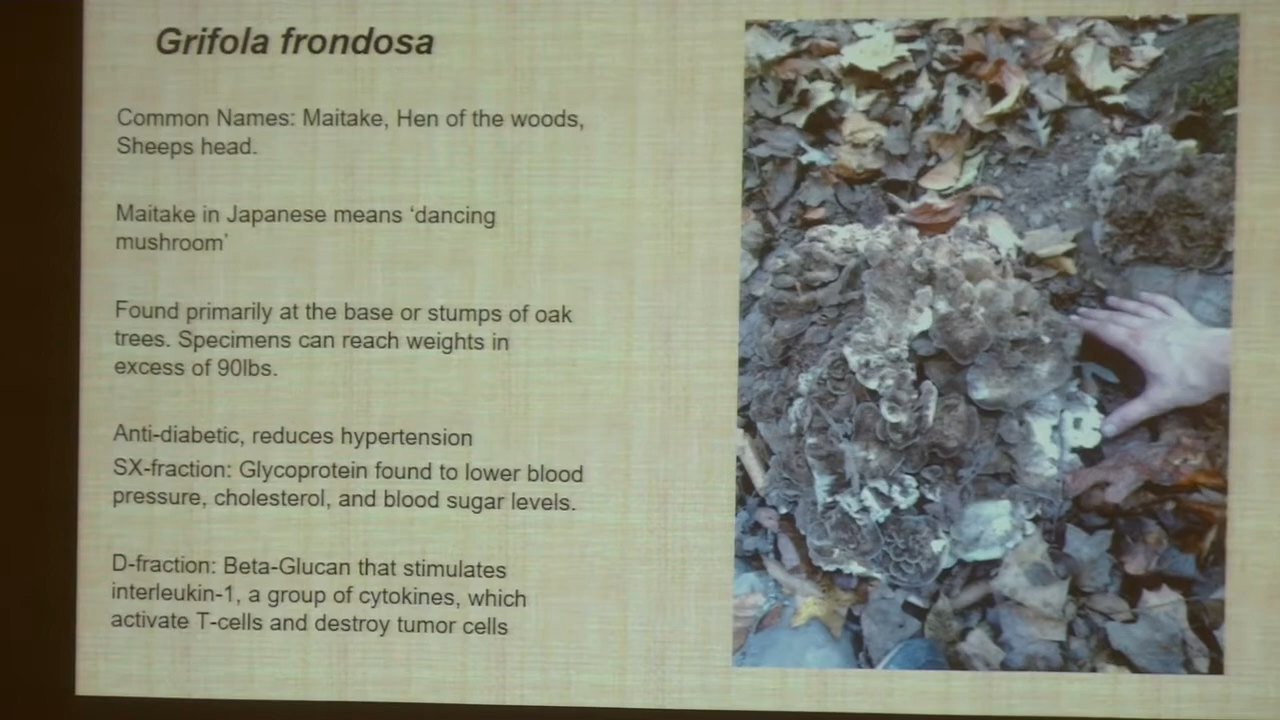 Grifola frondosa
Common Names: Maitake, Hen of the woods,
Sheeps head.
Maitake in Japanese means ‘dancing
mushroom’
Found primarily at the base or stumps of oak
trees. Specimens can reach weights in
excess of 90lbs.
Anti-diabetic, reduces hypertension
SX-fraction: Glycoprotein found to lower blood
pressure, cholesterol, and blood sugar levels.
D-fraction: Beta-Glucan that stimulates
interleukin-1, a group of cytokines, which
activate T-cells and destroy tumor cells